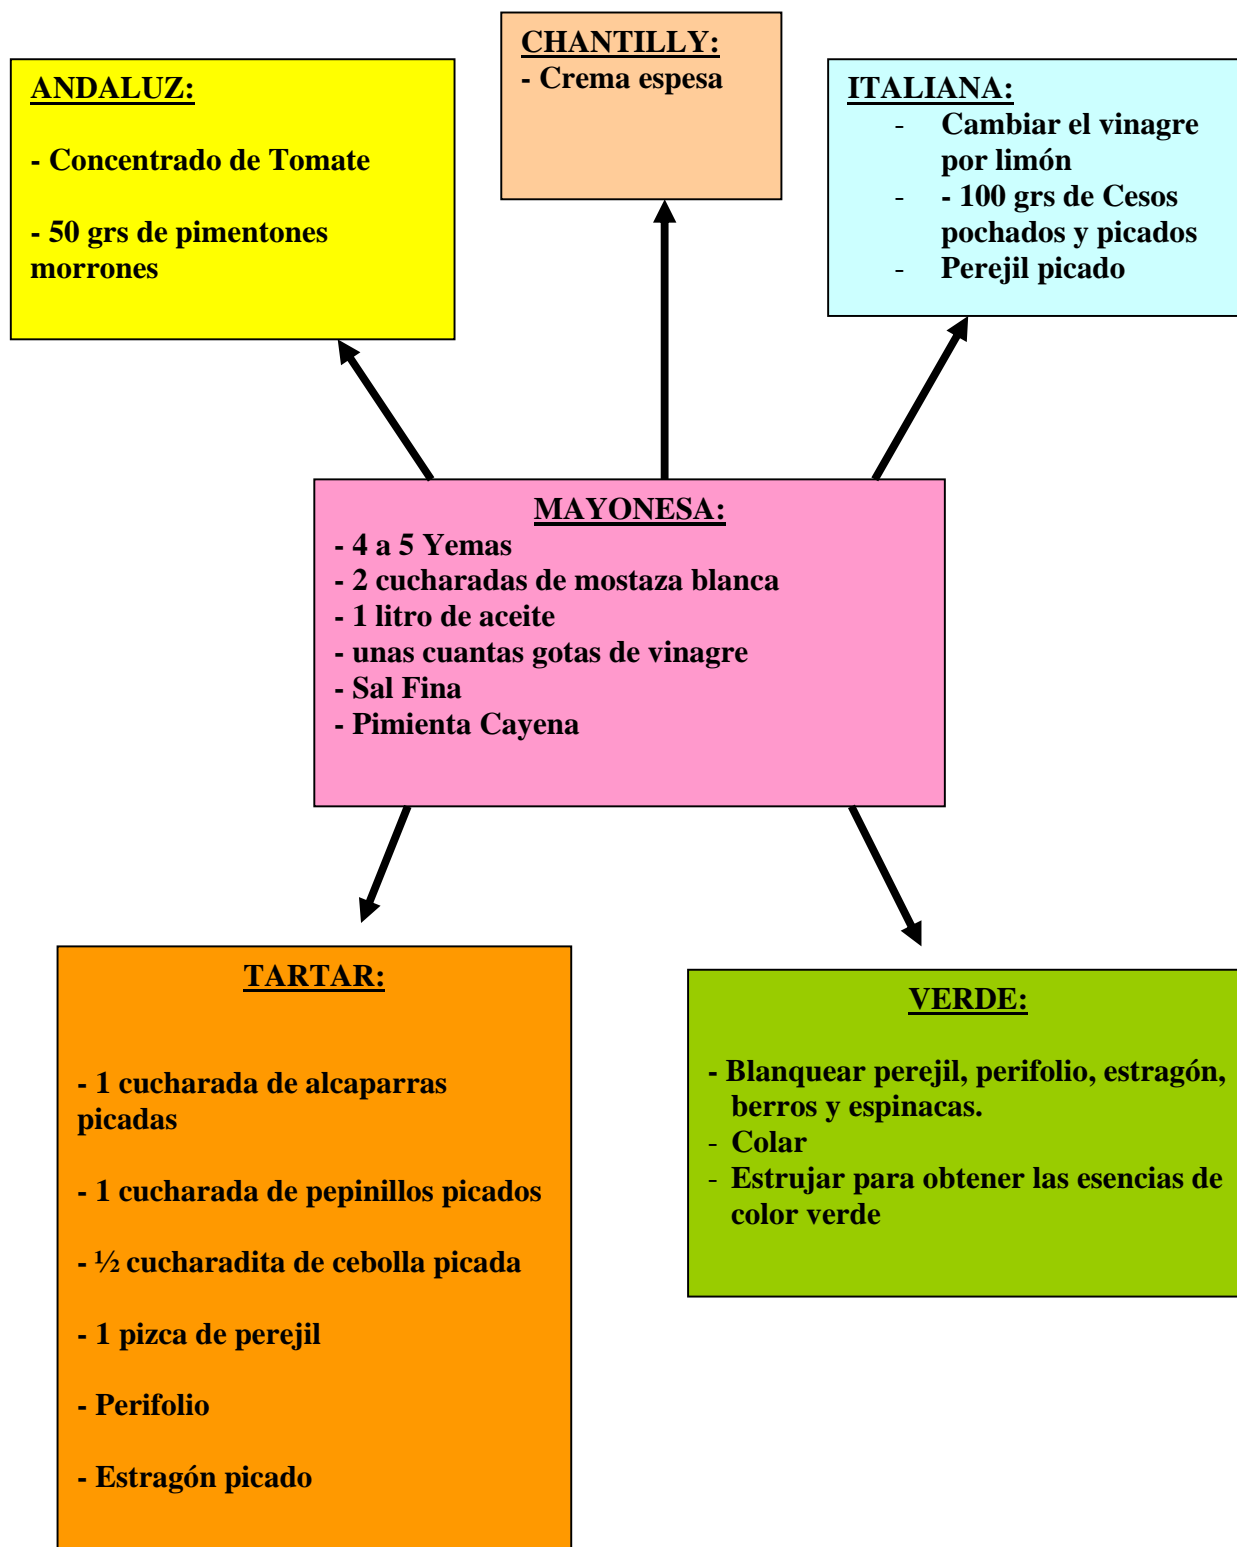 CHANTILLY:
- Crema espesa
ANDALUZ:
- Concentrado de Tomate
- 50 grs de pimentones
morrones
ITALIANA:
- Cambiar el vinagre
por limón
- - 100 grs de Cesos
pochados y picados
- Perejil picado
MAYONESA:
- 4 a 5 Yemas
- 2 cucharadas de mostaza blanca
- 1 litro de aceite
- unas cuantas gotas de vinagre
- Sal Fina
- Pimienta Cayena
TARTAR:
- 1 cucharada de alcaparras
picadas
- 1 cucharada de pepinillos picados
- ½ cucharadita de cebolla picada
- 1 pizca de perejil
- Perifolio
- Estragón picado
VERDE:
- Blanquear perejil, perifolio, estragón,
berros y espinacas.
- Colar
- Estrujar para obtener las esencias de
color verde